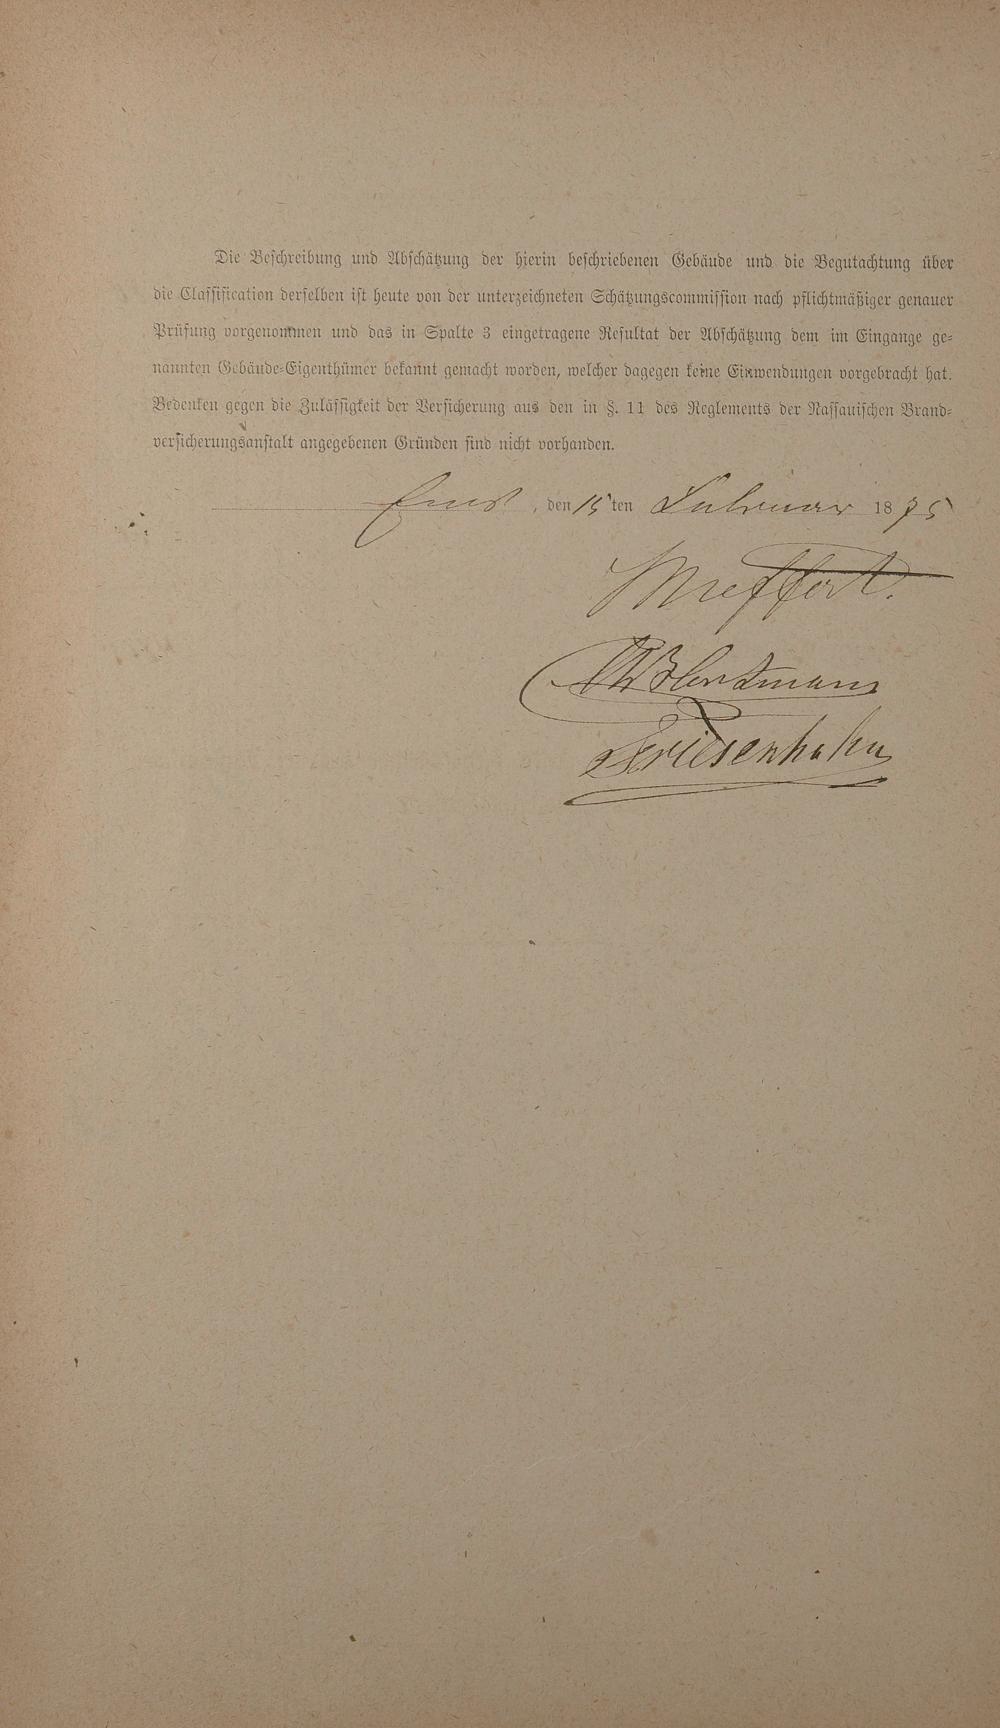 Die Beschreibung und Abschätzung der hierin beschriebenen Gebäude und die Begutachtung über
die Classification derselben ist heute von der unterzeichneten Schätzungscommission nach pflichtmäßiger genauer
Prüfung vorgenommen und das in Spalte 3 eingetragene Resultat der Abschätzung dem im Eingange ge-
nannten Gebäude-Eigenthümer bekannt gemacht worden, welcher dagegen keine Einwendungen vorgebracht hat.
Bedenken gegen die Zulässigkeit der Versicherung aus den in §. 11 des Reglements der Nassauischen Brand-
versicherungsanstalt angegebenen Gründen sind nicht vorhanden.
, den 15ten Februar 1875
Meffert.
Friesenhahn